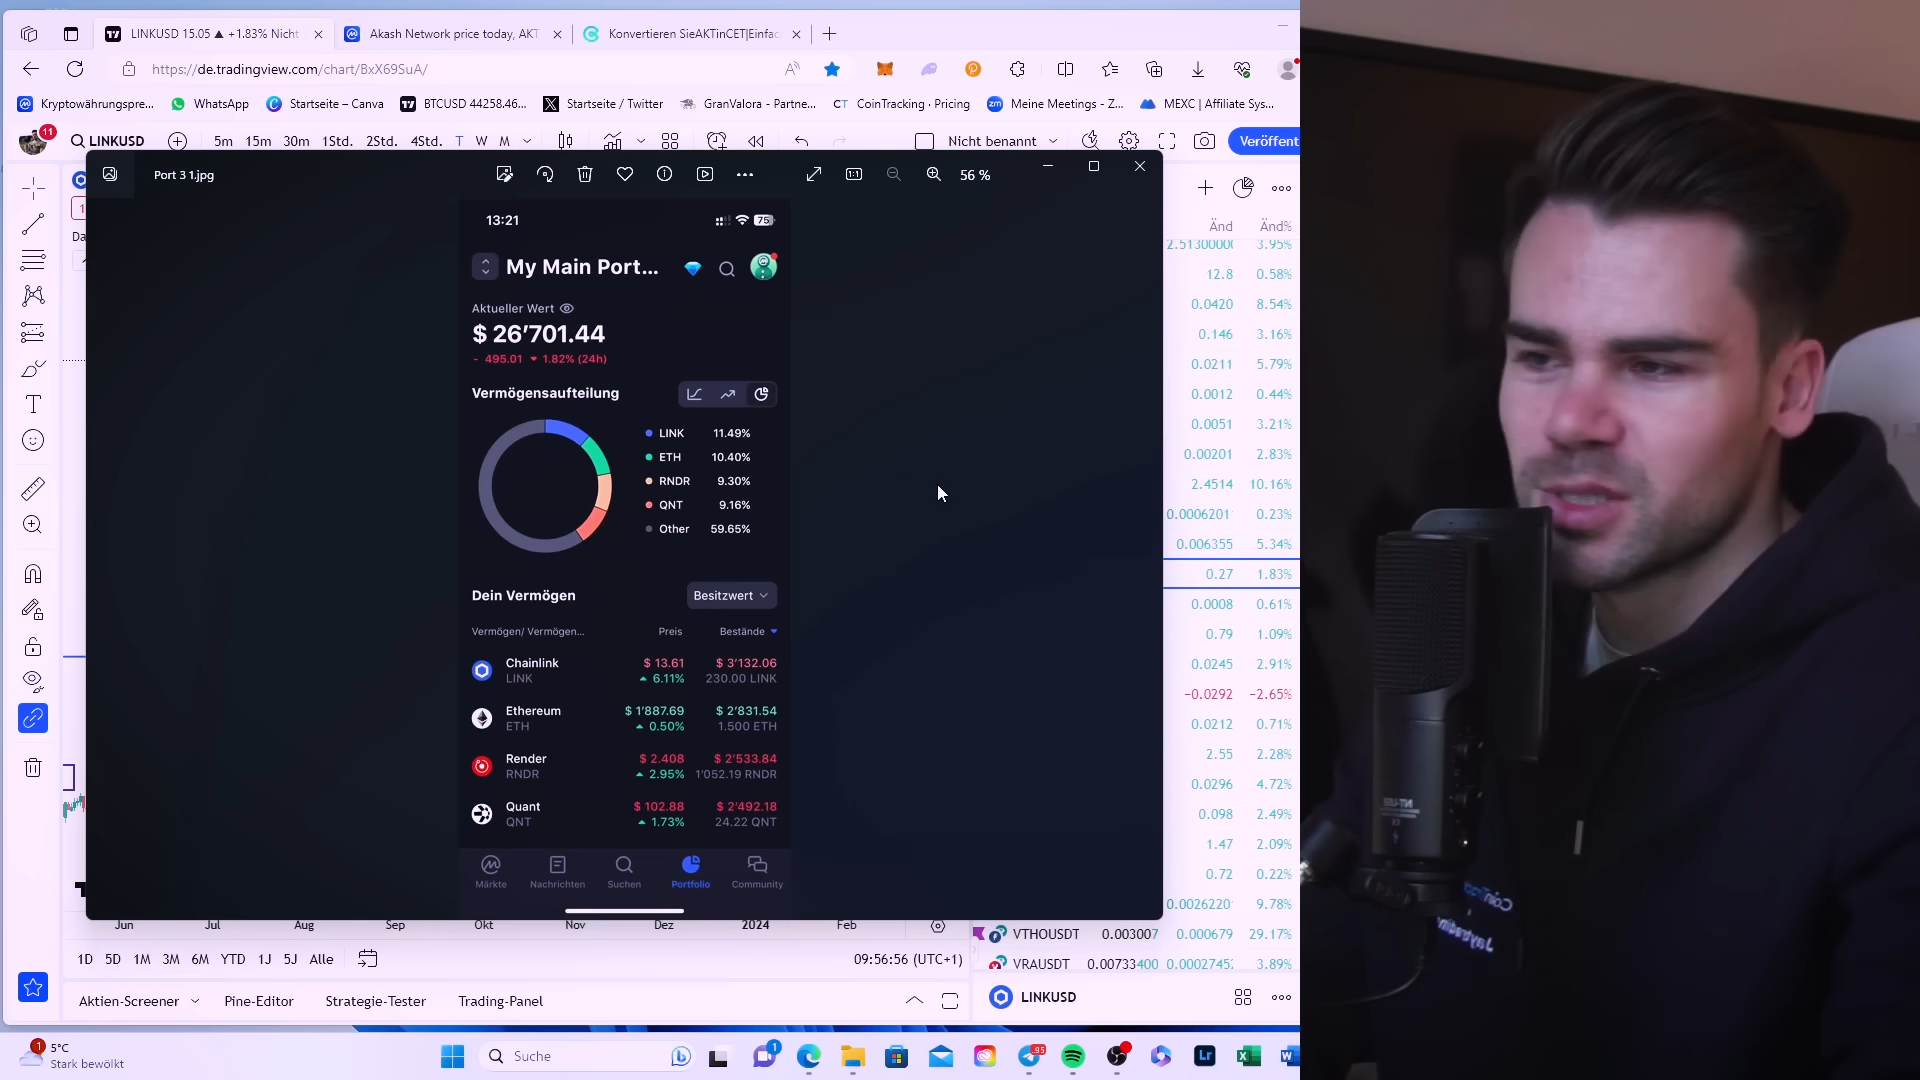 LINKUSD 15.05 ▲ +1.83% Nicht
Akash Network price today, AKT
Konvertieren SieAKTinCET|Einfac
https://de.tradingview.com/chart/BxX69SuA/
Kryptowährungspre...
WhatsApp
Startseite – Canva
BTCUSD 44258.46...
Startseite / Twitter
GranValora - Partne...
CoinTracking · Pricing
Meine Meetings - Z...
MEXC | Affiliate Sys...
11
LINKUSD
5m 15m 30m 1Std. 2Std. 4Std. T W M
Nicht benannt
Veröffent
Port 3 1.jpg
56 %
13:21
75
My Main Port...
Aktueller Wert
$ 26’701.44
- 495.01 ▼ 1.82% (24h)
Vermögensaufteilung
LINK 11.49%
ETH 10.40%
RNDR 9.30%
QNT 9.16%
Other 59.65%
Dein Vermögen
Besitzwert
Vermögen/ Vermögen... Preis Bestände
Chainlink $ 13.61 $ 3’132.06
LINK 6.11% 230.00 LINK
Ethereum $ 1’887.69 $ 2’831.54
ETH 0.50% 1.500 ETH
Render $ 2.408 $ 2’533.84
RNDR 2.95% 1’052.19 RNDR
Quant $ 102.88 $ 2’492.18
QNT 1.73% 24.22 QNT
Märkte Nachrichten Suchen Portfolio Community
Änd Änd%
2.51300000 3.95%
12.8 0.58%
0.0420 8.54%
0.146 3.16%
0.0211 5.79%
0.0012 0.44%
0.0051 3.21%
0.00201 2.83%
2.4514 10.16%
0.0006201 0.23%
0.006355 5.34%
0.27 1.83%
0.0008 0.61%
0.79 1.09%
0.0245 2.91%
−0.0292 −2.65%
0.0212 0.71%
2.55 2.28%
0.0296 4.72%
0.098 2.49%
1.47 2.09%
0.72 0.22%
0.00262201 9.78%
VTHOUSDT 0.003007 0.000679 29.17%
VRAUSDT 0.00733400 0.0002745 3.89%
Jun Jul Aug Sep Okt Nov Dez 2024 Feb
1D 5D 1M 3M 6M YTD 1J 5J Alle
09:56:56 (UTC+1)
Aktien-Screener Pine-Editor Strategie-Tester Trading-Panel
LINKUSD
1
5°C
Stark bewölkt
Suche
1
95
Lr
NT-USB
CoinTracking
Jaytradin